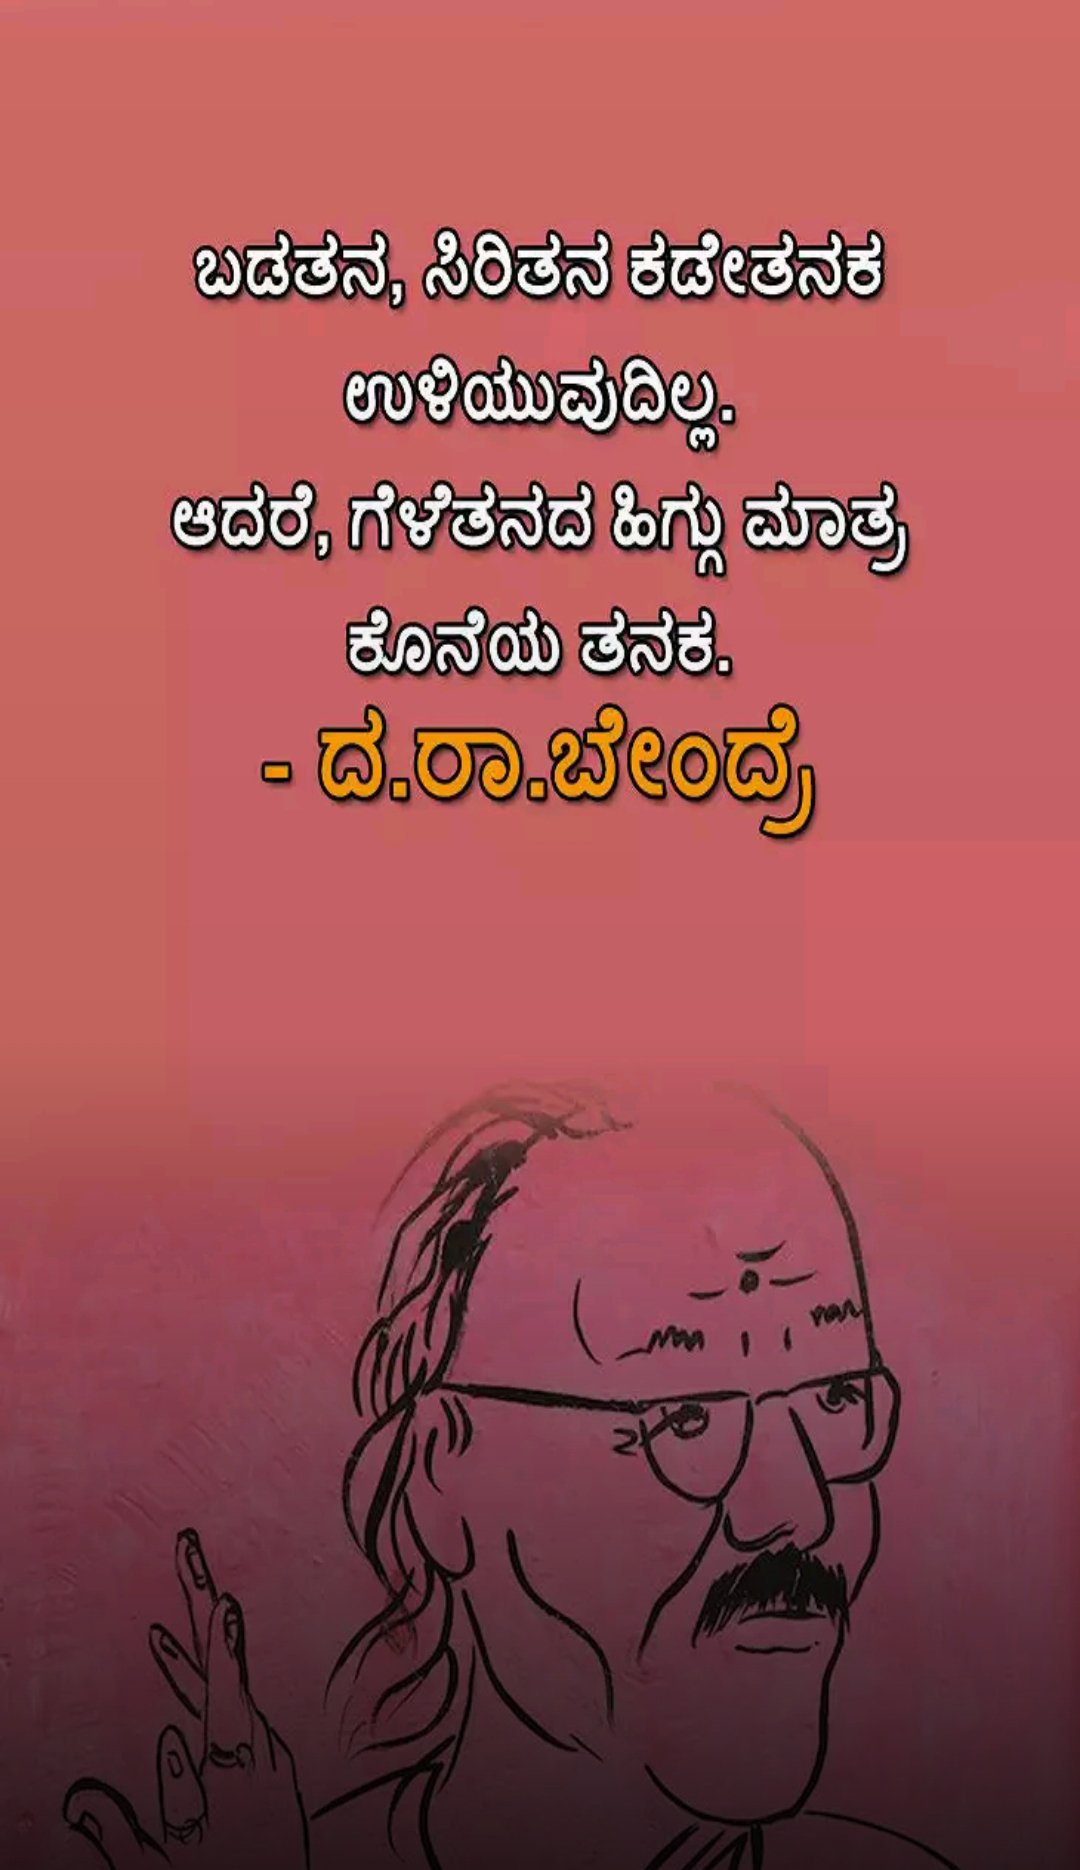 ಬಡತನ, ಸಿರಿತನ ಕಡೇತನಕ
ಉಳಿಯುವುದಿಲ್ಲ.
ಆದರೆ, ಗೆಳೆತನದ ಹಿಗ್ಗು ಮಾತ್ರ
ಕೊನೆಯ ತನಕ.
- ದ.ರಾ.ಬೇಂದ್ರೆ